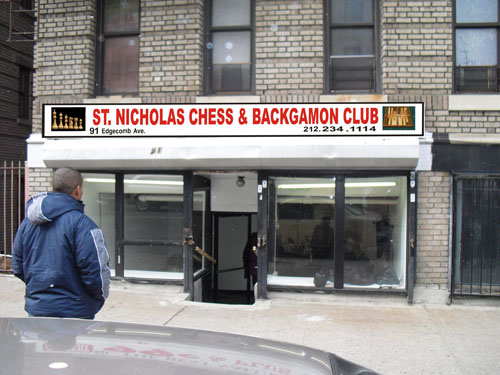 ST. NICHOLAS CHESS & BACKGAMON CLUB
91 Edgecomb Ave. 212.234.1114